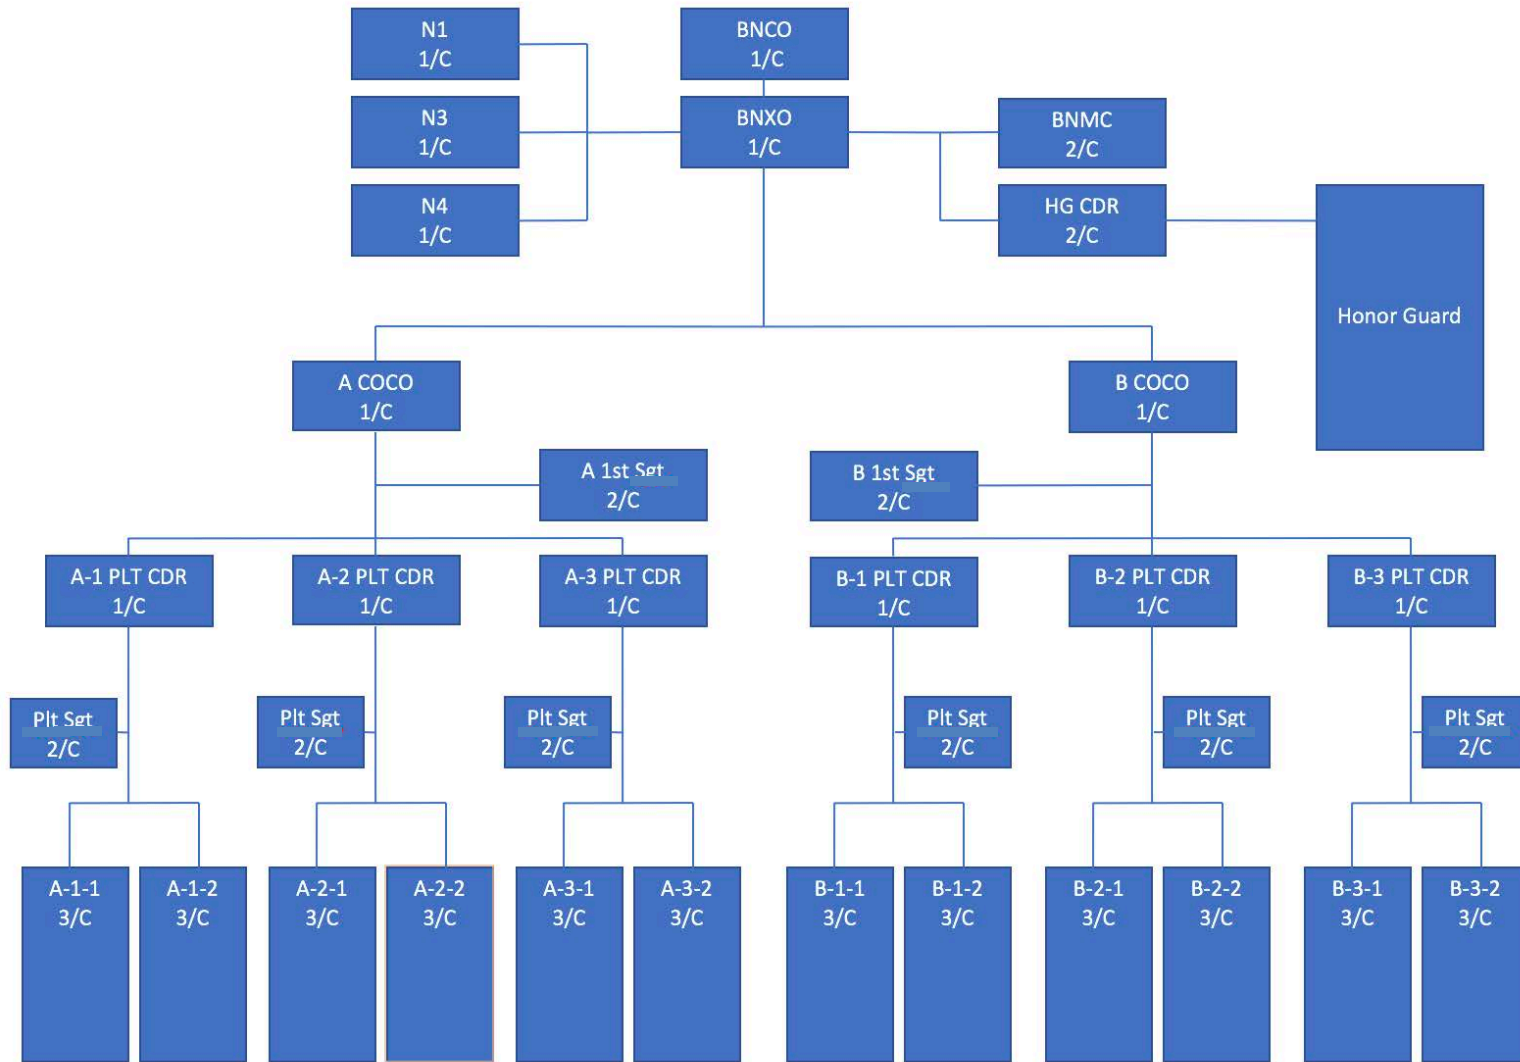 N1
1/C
BNCO
1/C
N3
1/C
BNXO
1/C
BNMC
2/C
N4
1/C
HG CDR
2/C
Honor Guard
A COCO
1/C
B COCO
1/C
A 1st Sgt
2/C
B 1st Sgt
2/C
A-1 PLT CDR
1/C
A-2 PLT CDR
1/C
A-3 PLT CDR
1/C
B-1 PLT CDR
1/C
B-2 PLT CDR
1/C
B-3 PLT CDR
1/C
Plt Sgt
2/C
Plt Sgt
2/C
Plt Sgt
2/C
Plt Sgt
2/C
Plt Sgt
2/C
Plt Sgt
2/C
A-1-1
3/C
A-1-2
3/C
A-2-1
3/C
A-2-2
3/C
A-3-1
3/C
A-3-2
3/C
B-1-1
3/C
B-1-2
3/C
B-2-1
3/C
B-2-2
3/C
B-3-1
3/C
B-3-2
3/C